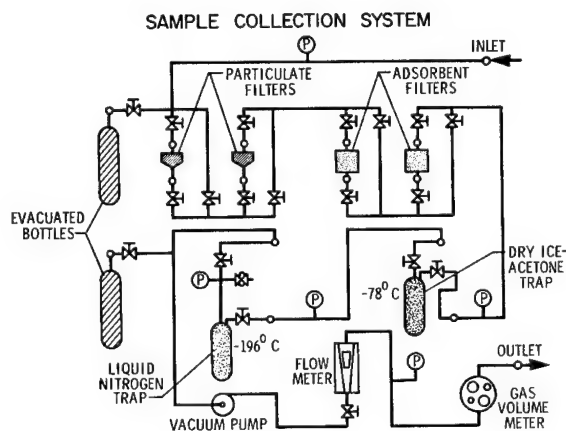 SAMPLE COLLECTION SYSTEM
P
INLET
PARTICULATE
FILTERS
ADSORBENT
FILTERS
EVACUATED
BOTTLES
P
P
P
-78° C
DRY ICE-
ACETONE
TRAP
-196° C
LIQUID
NITROGEN
TRAP
FLOW
METER
P
OUTLET
VACUUM PUMP
GAS
VOLUME
METER